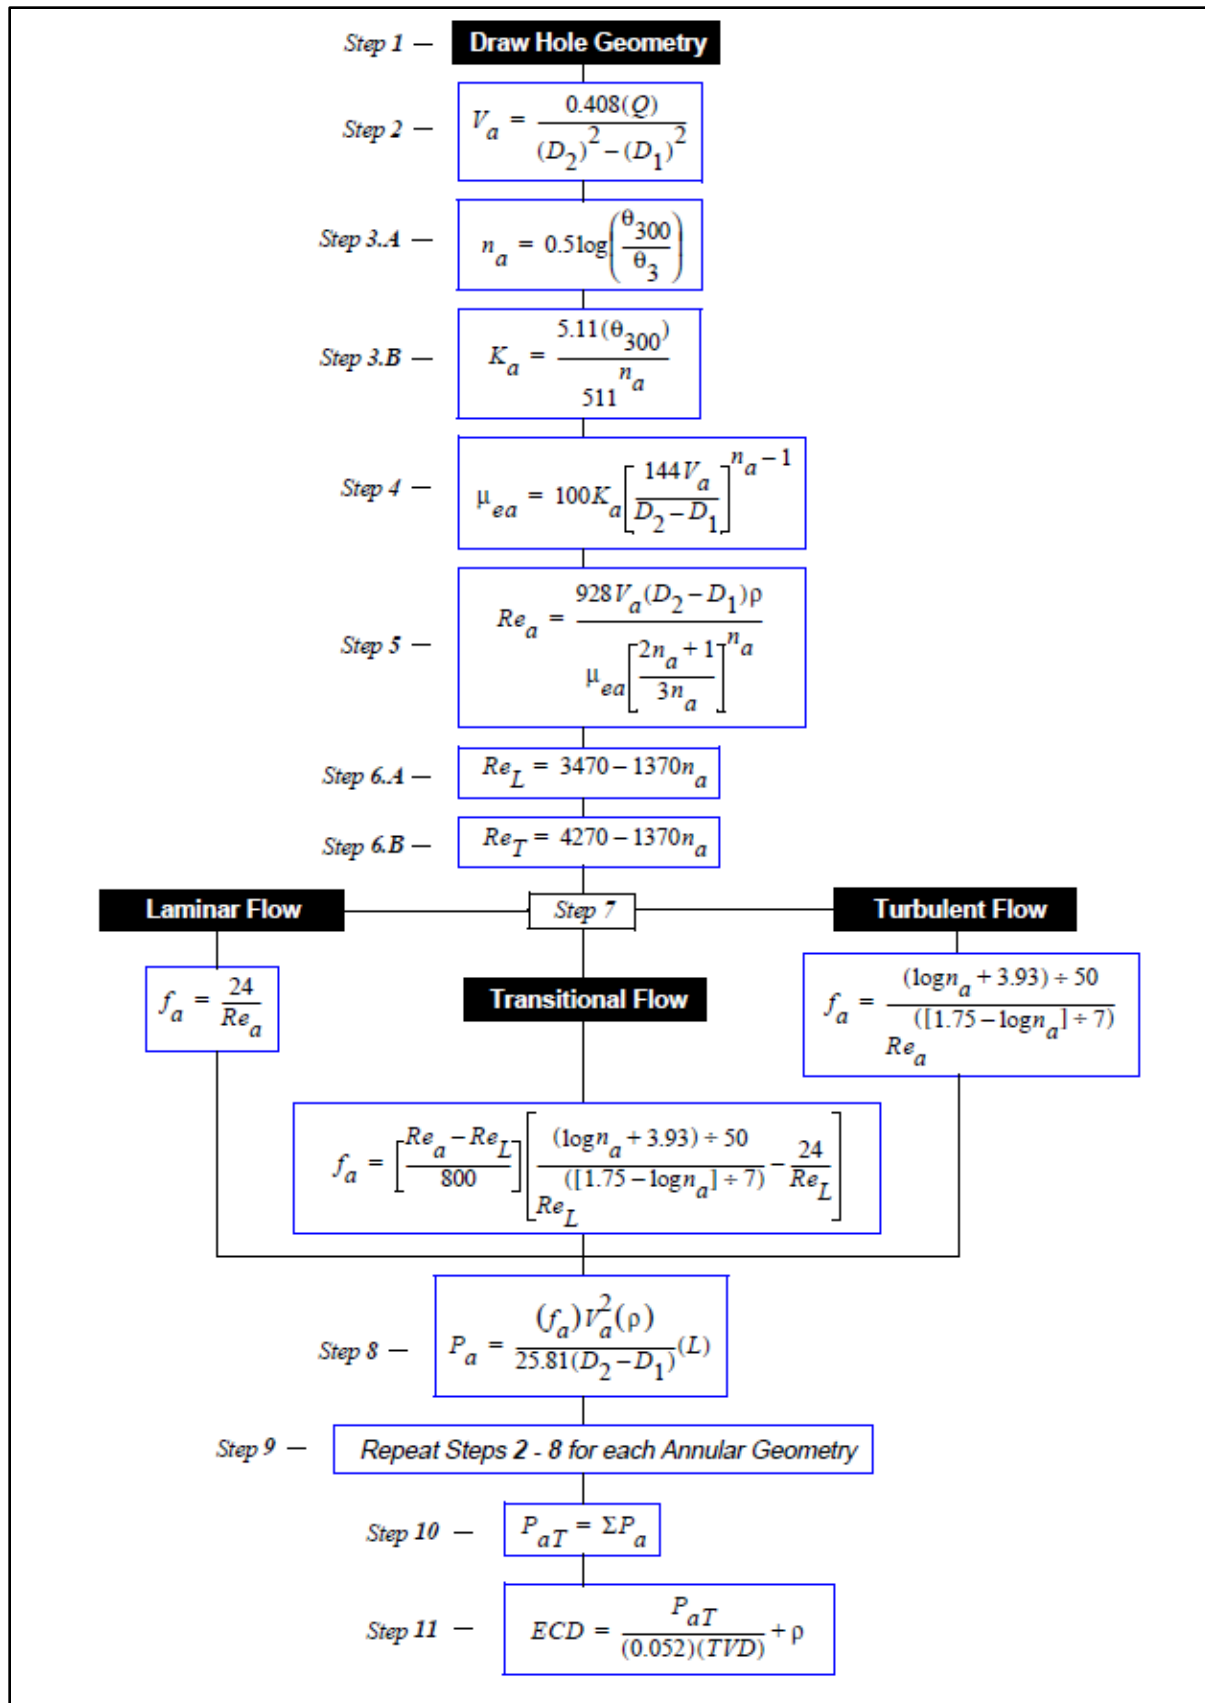 Step 1 — Draw Hole Geometry
Step 2 — V_a = 0.408(Q) / ((D_2)^2 – (D_1)^2)
Step 3.A — n_a = 0.5log(θ_300 / θ_3)
Step 3.B — K_a = 5.11(θ_300) / 511^n_a
Step 4 — μ_ea = 100K_a[144V_a / (D_2 – D_1)]^(n_a – 1)
Step 5 — Re_a = 928V_a(D_2 – D_1)ρ / (μ_ea[(2n_a + 1) / 3n_a]^n_a)
Step 6.A — Re_L = 3470 – 1370n_a
Step 6.B — Re_T = 4270 – 1370n_a
Laminar Flow Step 7 Turbulent Flow
f_a = 24 / Re_a
Transitional Flow
f_a = ((logn_a + 3.93) ÷ 50) / Re_a^([1.75 – logn_a] ÷ 7)
f_a = [(Re_a – Re_L) / 800][((logn_a + 3.93) ÷ 50) / Re_L^([1.75 – logn_a] ÷ 7) – 24 / Re_L]
Step 8 — P_a = (f_a)V_a^2(ρ) / (25.81(D_2 – D_1)) (L)
Step 9 — Repeat Steps 2 - 8 for each Annular Geometry
Step 10 — P_aT = ΣP_a
Step 11 — ECD = P_aT / ((0.052)(TVD)) + ρ